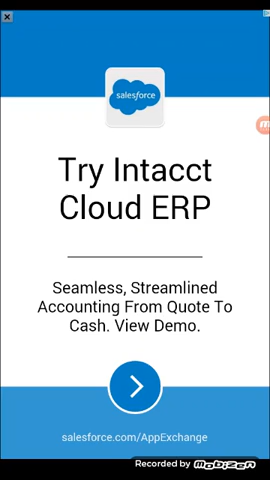 salesforce
Try Intacct
Cloud ERP
Seamless, Streamlined
Accounting From Quote To
Cash. View Demo.
salesforce.com/AppExchange
Recorded by Mobizen